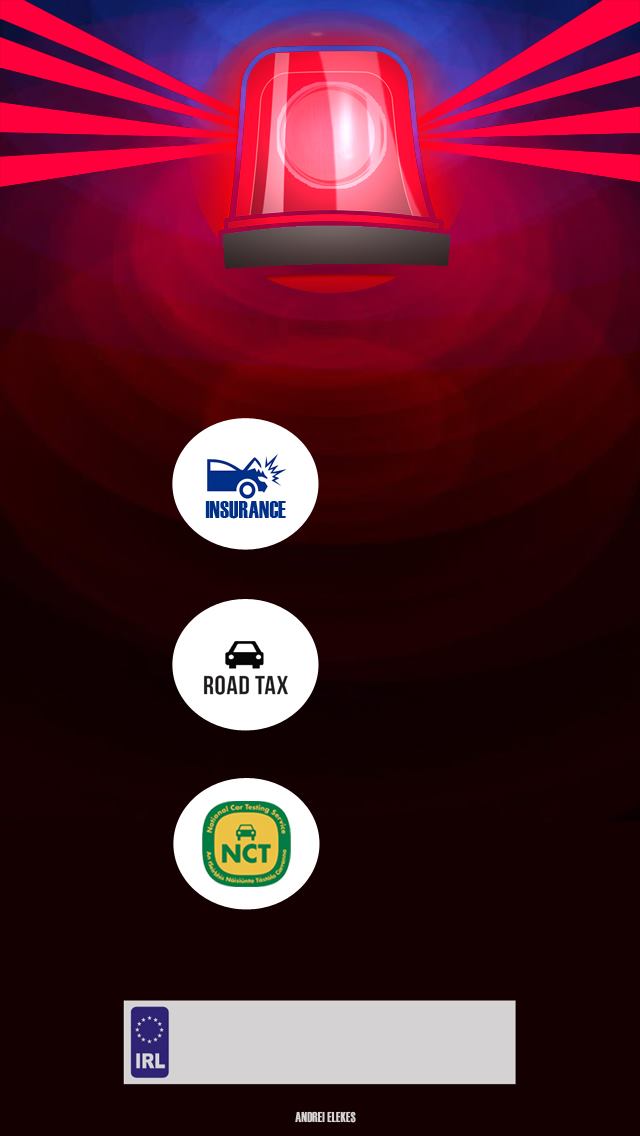 INSURANCE
ROAD TAX
National Car Testing Service
NCT
An tSeirbhís Náisiúnta Tástála Carranna
IRL
ANDREI ELEKES